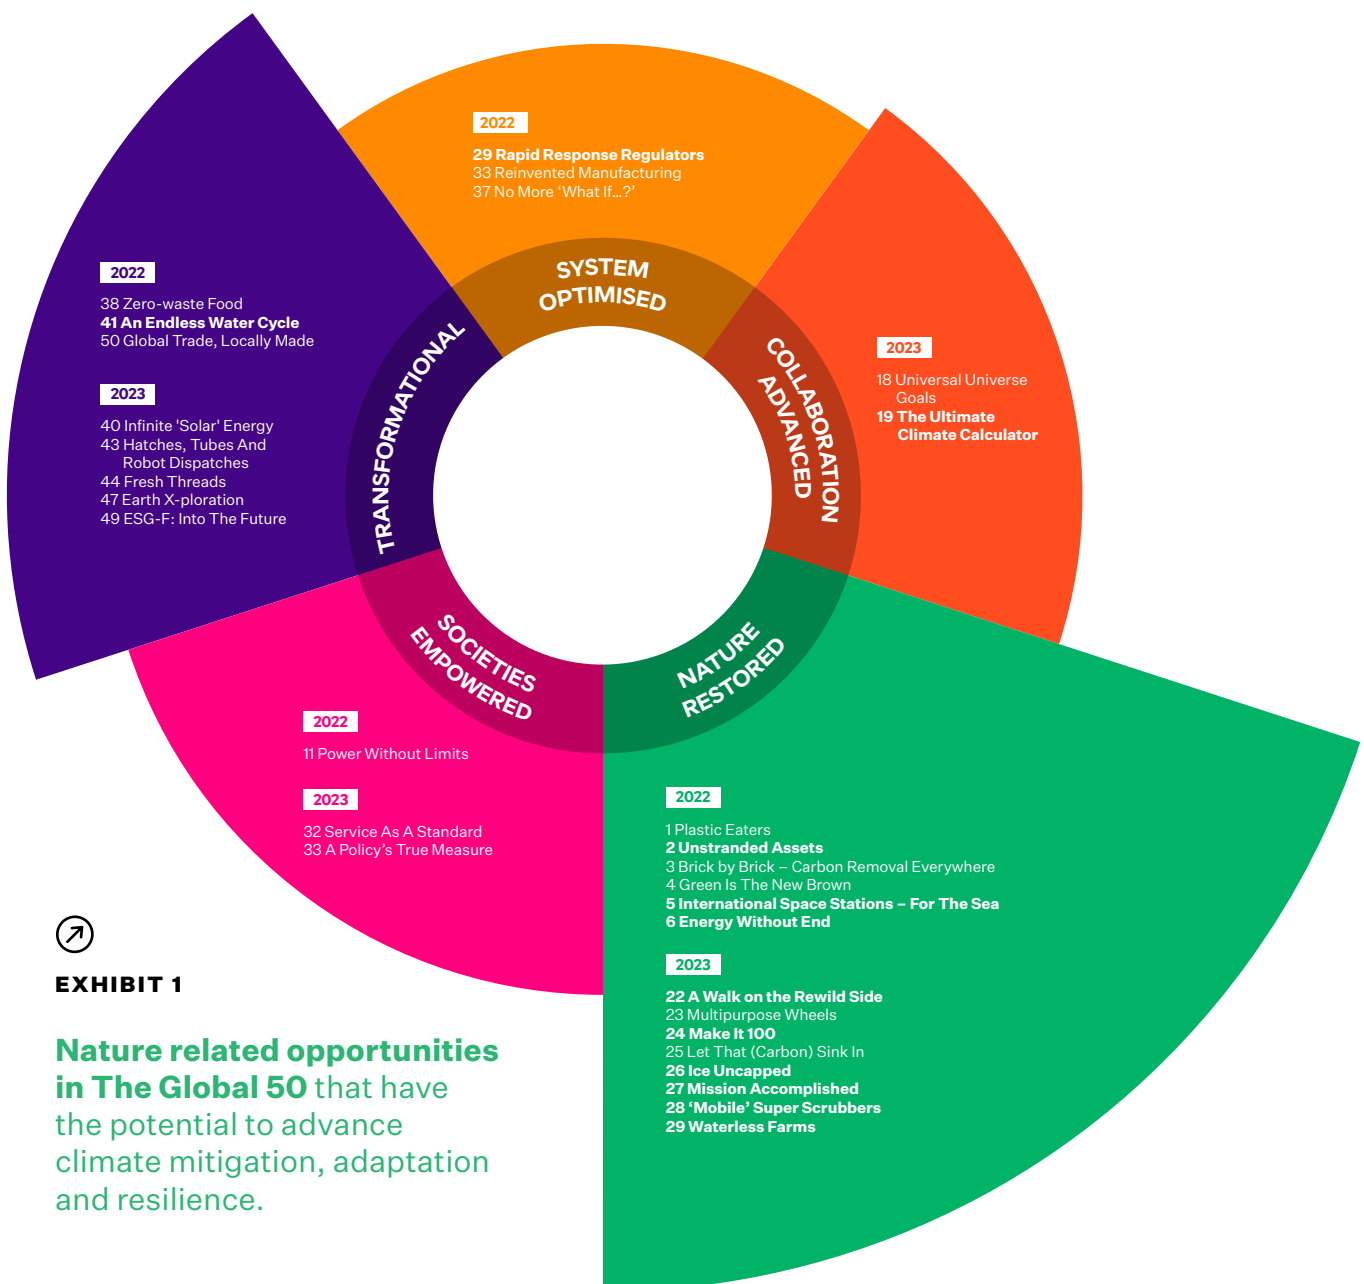 2022
29 Rapid Response Regulators
33 Reinvented Manufacturing
37 No More ‘What If...?’
SYSTEM
OPTIMISED
2022
38 Zero-waste Food
41 An Endless Water Cycle
50 Global Trade, Locally Made
2023
40 Infinite 'Solar' Energy
43 Hatches, Tubes And
Robot Dispatches
44 Fresh Threads
47 Earth X-ploration
49 ESG-F: Into The Future
TRANSFORMATIONAL
COLLABORATION
ADVANCED
2023
18 Universal Universe
Goals
19 The Ultimate
Climate Calculator
SOCIETIES
EMPOWERED
2022
11 Power Without Limits
2023
32 Service As A Standard
33 A Policy’s True Measure
NATURE
RESTORED
2022
1 Plastic Eaters
2 Unstranded Assets
3 Brick by Brick – Carbon Removal Everywhere
4 Green Is The New Brown
5 International Space Stations – For The Sea
6 Energy Without End
2023
22 A Walk on the Rewild Side
23 Multipurpose Wheels
24 Make It 100
25 Let That (Carbon) Sink In
26 Ice Uncapped
27 Mission Accomplished
28 ‘Mobile’ Super Scrubbers
29 Waterless Farms
EXHIBIT 1
Nature related opportunities
in The Global 50 that have
the potential to advance
climate mitigation, adaptation
and resilience.